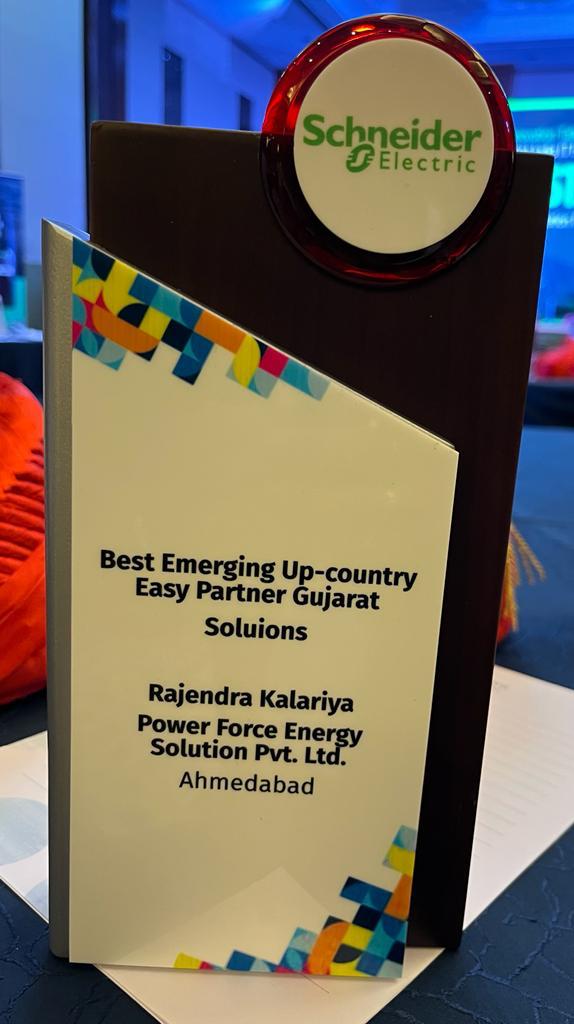 Schneider
Electric
Best Emerging Up-country
Easy Partner Gujarat
Soluions
Rajendra Kalariya
Power Force Energy
Solution Pvt. Ltd.
Ahmedabad